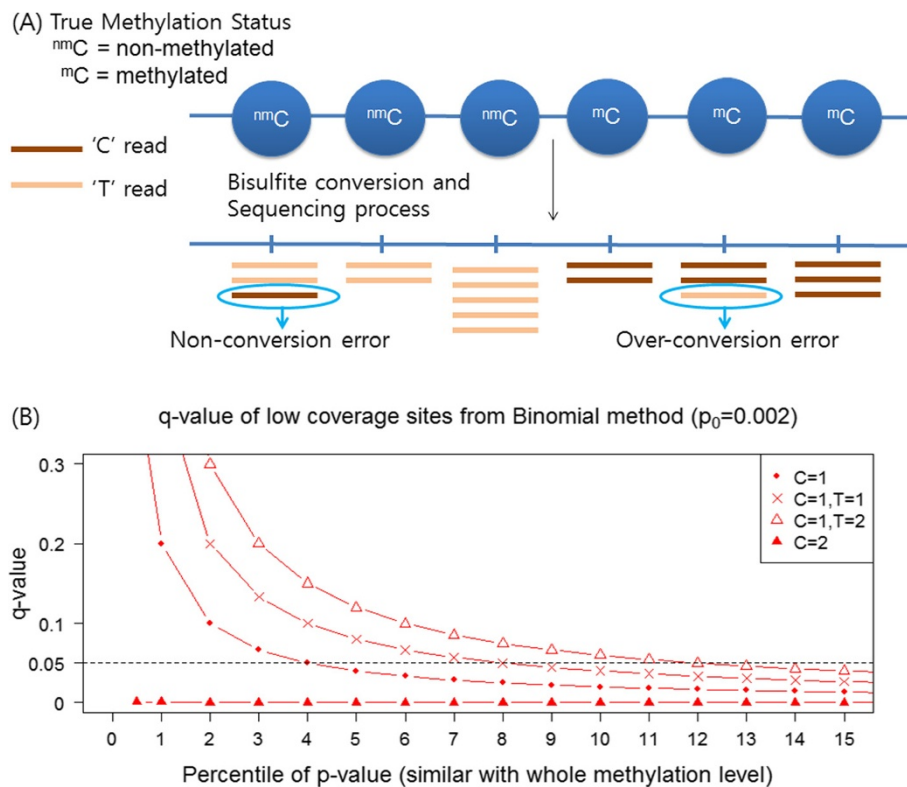 (A) True Methylation Status
nmC = non-methylated
mC = methylated
nmC nmC nmC mC mC mC
'C' read
'T' read
Bisulfite conversion and
Sequencing process
Non-conversion error
Over-conversion error
(B) q-value of low coverage sites from Binomial method (p0=0.002)
q-value
0.3
0.2
0.1
0.05
0
C=1
C=1,T=1
C=1,T=2
C=2
0 1 2 3 4 5 6 7 8 9 10 11 12 13 14 15
Percentile of p-value (similar with whole methylation level)